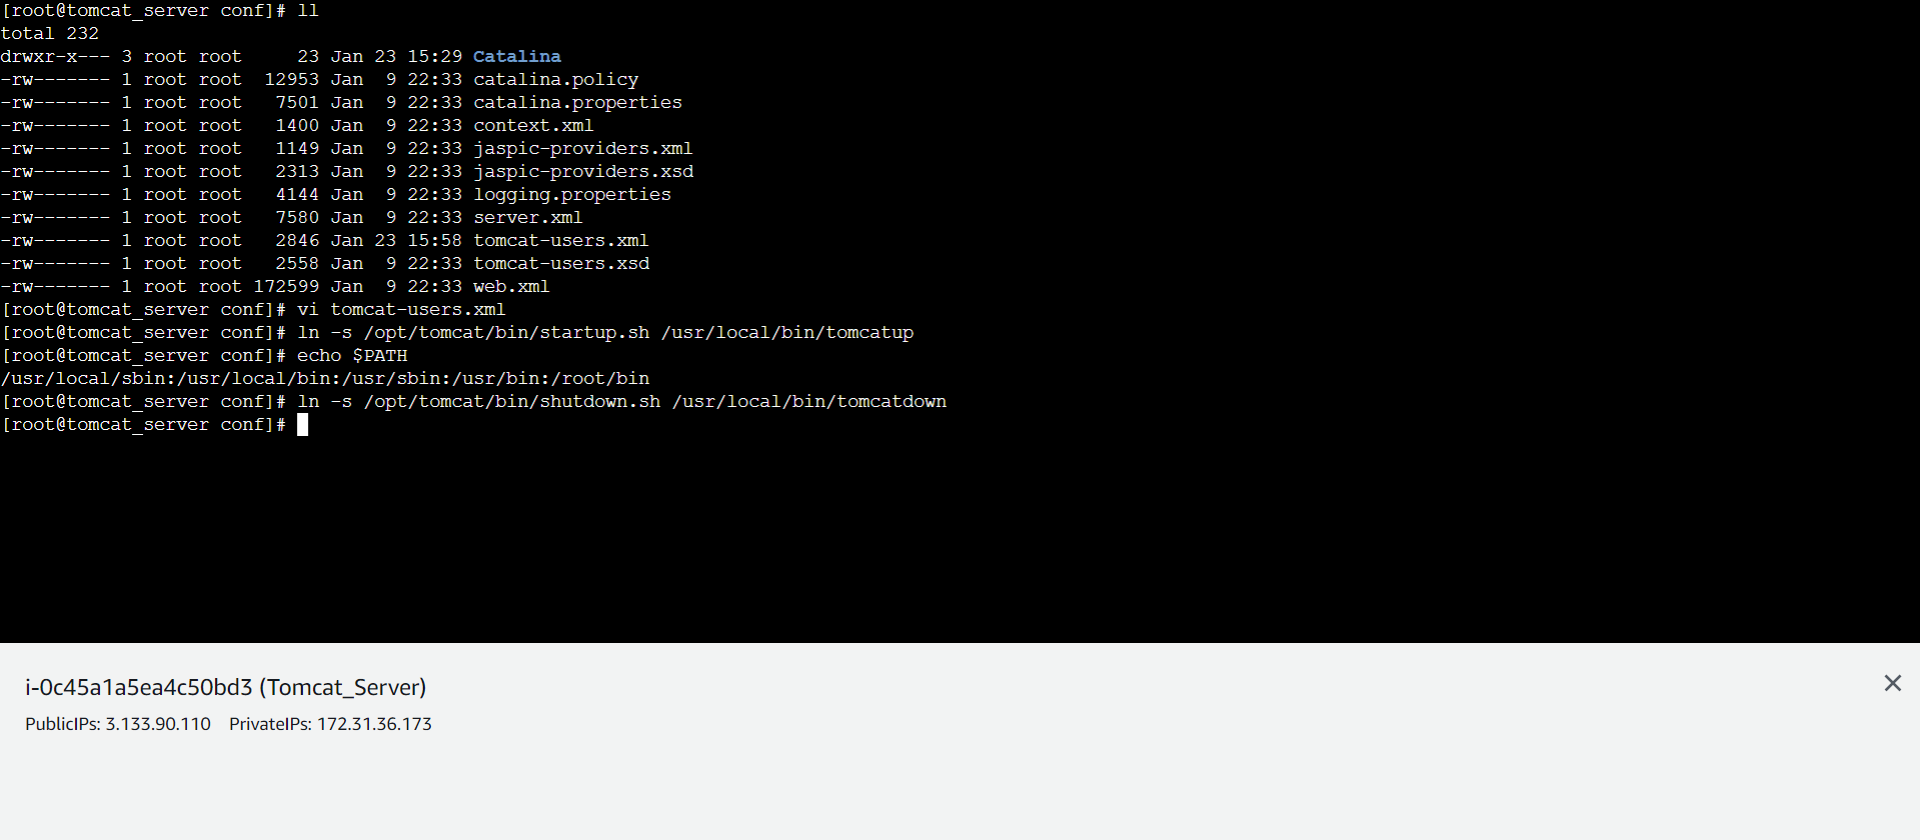 [root@tomcat_server conf]# ll
total 232
drwxr-x--- 3 root root     23 Jan 23 15:29 Catalina
-rw------- 1 root root  12953 Jan  9 22:33 catalina.policy
-rw------- 1 root root   7501 Jan  9 22:33 catalina.properties
-rw------- 1 root root   1400 Jan  9 22:33 context.xml
-rw------- 1 root root   1149 Jan  9 22:33 jaspic-providers.xml
-rw------- 1 root root   2313 Jan  9 22:33 jaspic-providers.xsd
-rw------- 1 root root   4144 Jan  9 22:33 logging.properties
-rw------- 1 root root   7580 Jan  9 22:33 server.xml
-rw------- 1 root root   2846 Jan 23 15:58 tomcat-users.xml
-rw------- 1 root root   2558 Jan  9 22:33 tomcat-users.xsd
-rw------- 1 root root 172599 Jan  9 22:33 web.xml
[root@tomcat_server conf]# vi tomcat-users.xml
[root@tomcat_server conf]# ln -s /opt/tomcat/bin/startup.sh /usr/local/bin/tomcatup
[root@tomcat_server conf]# echo $PATH
/usr/local/sbin:/usr/local/bin:/usr/sbin:/usr/bin:/root/bin
[root@tomcat_server conf]# ln -s /opt/tomcat/bin/shutdown.sh /usr/local/bin/tomcatdown
[root@tomcat_server conf]#
i-0c45a1a5ea4c50bd3 (Tomcat_Server)
PublicIPs: 3.133.90.110   PrivateIPs: 172.31.36.173